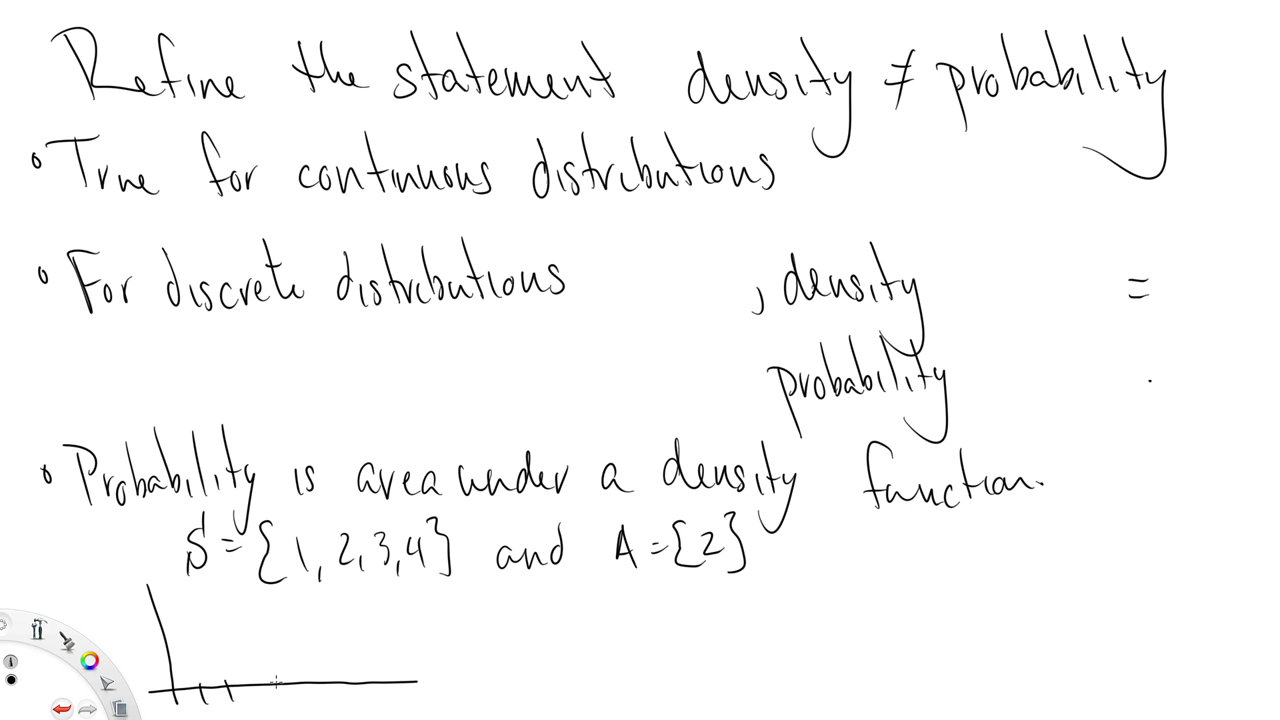 Refine the statement density ≠ probability
• True for continuous distributions
• For discrete distributions , density =
probability .
• Probability is area under a density function.
S = {1, 2, 3, 4} and A = {2}